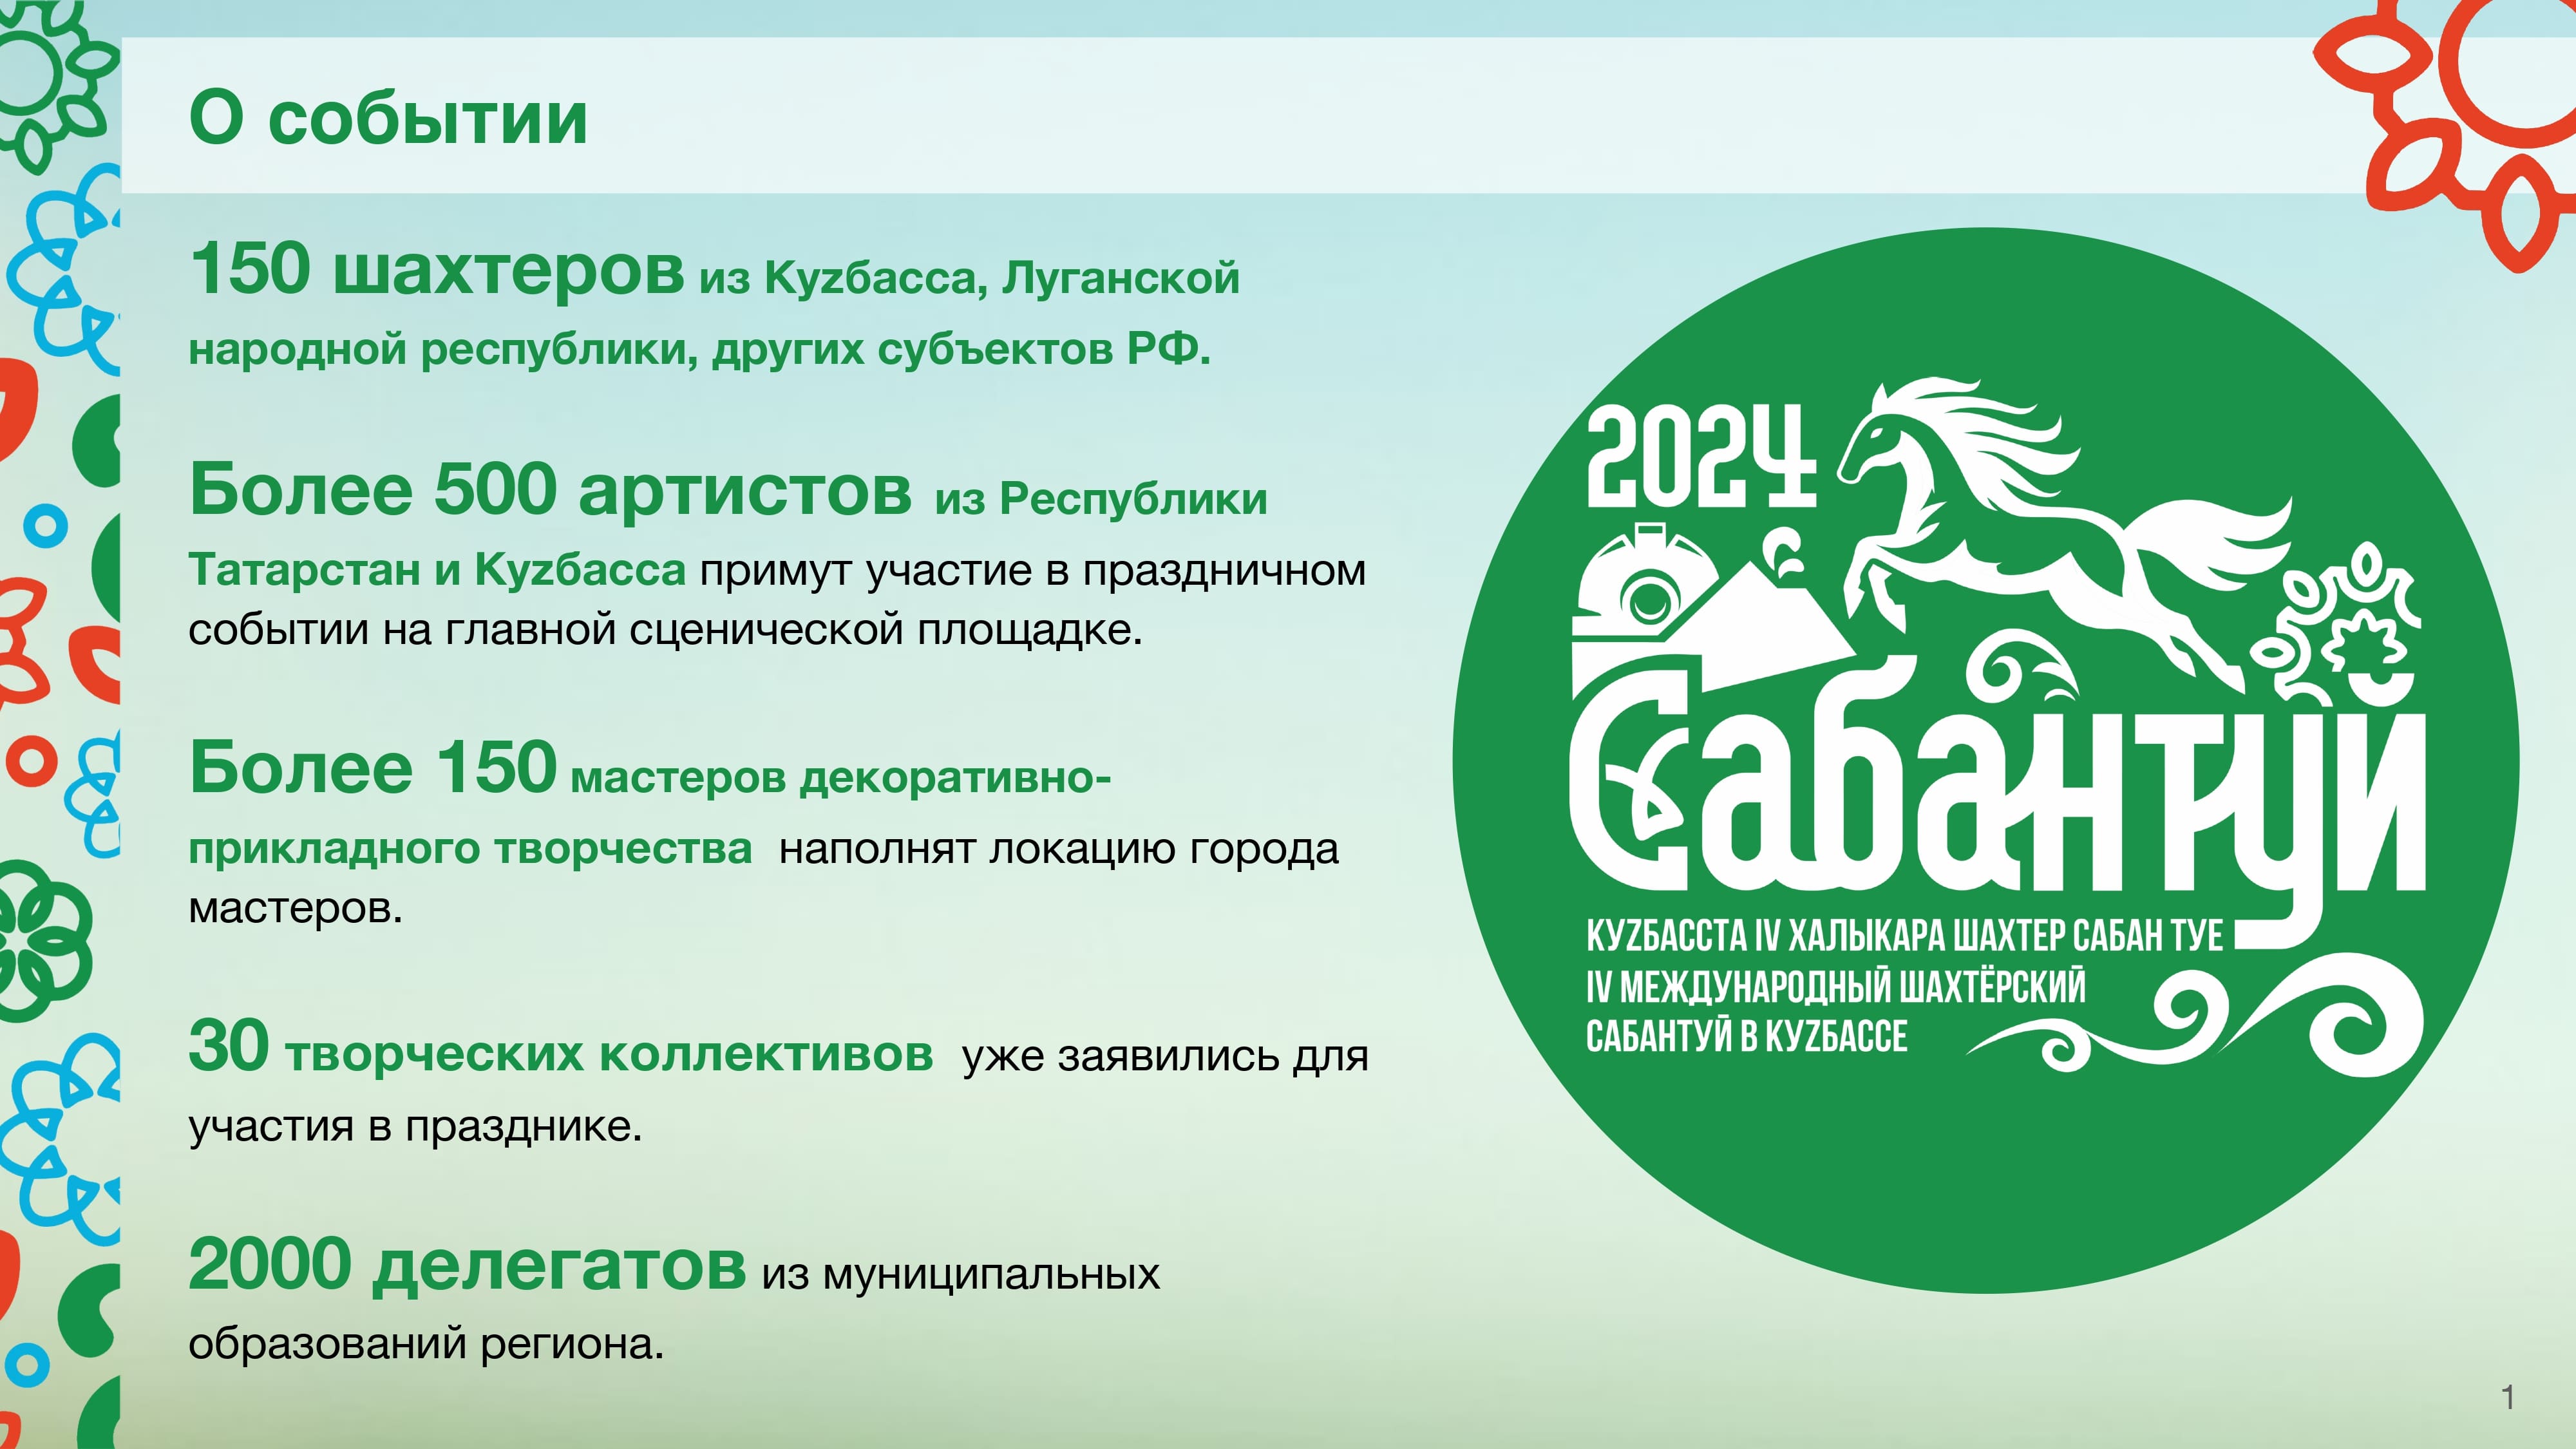 О событии
150 шахтеров из Куzбасса, Луганской
народной республики, других субъектов РФ.
Более 500 артистов из Республики
Татарстан и Куzбасса примут участие в праздничном
событии на главной сценической площадке.
Более 150 мастеров декоративно-
прикладного творчества наполнят локацию города
мастеров.
30 творческих коллективов уже заявились для
участия в празднике.
2000 делегатов из муниципальных
образований региона.
2024
Сабантуй
КУZБАССТА IV ХАЛЫКАРА ШАХТЕР САБАН ТУЕ
IV МЕЖДУНАРОДНЫЙ ШАХТЁРСКИЙ
САБАНТУЙ В КУZБАССЕ
1